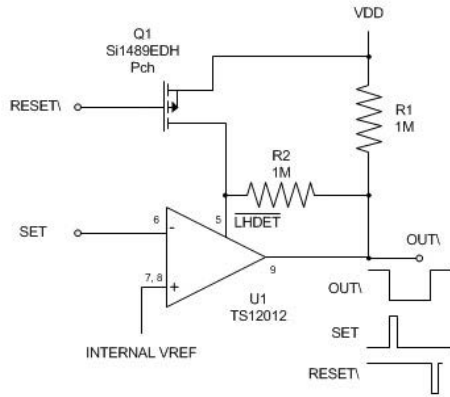 Q1
Si1489EDH
Pch
VDD
RESET\
R1
1M
R2
1M
5
LHDET
SET
6
-
7, 8
+
9
OUT\
U1
TS12012
OUT\
INTERNAL VREF
SET
RESET\